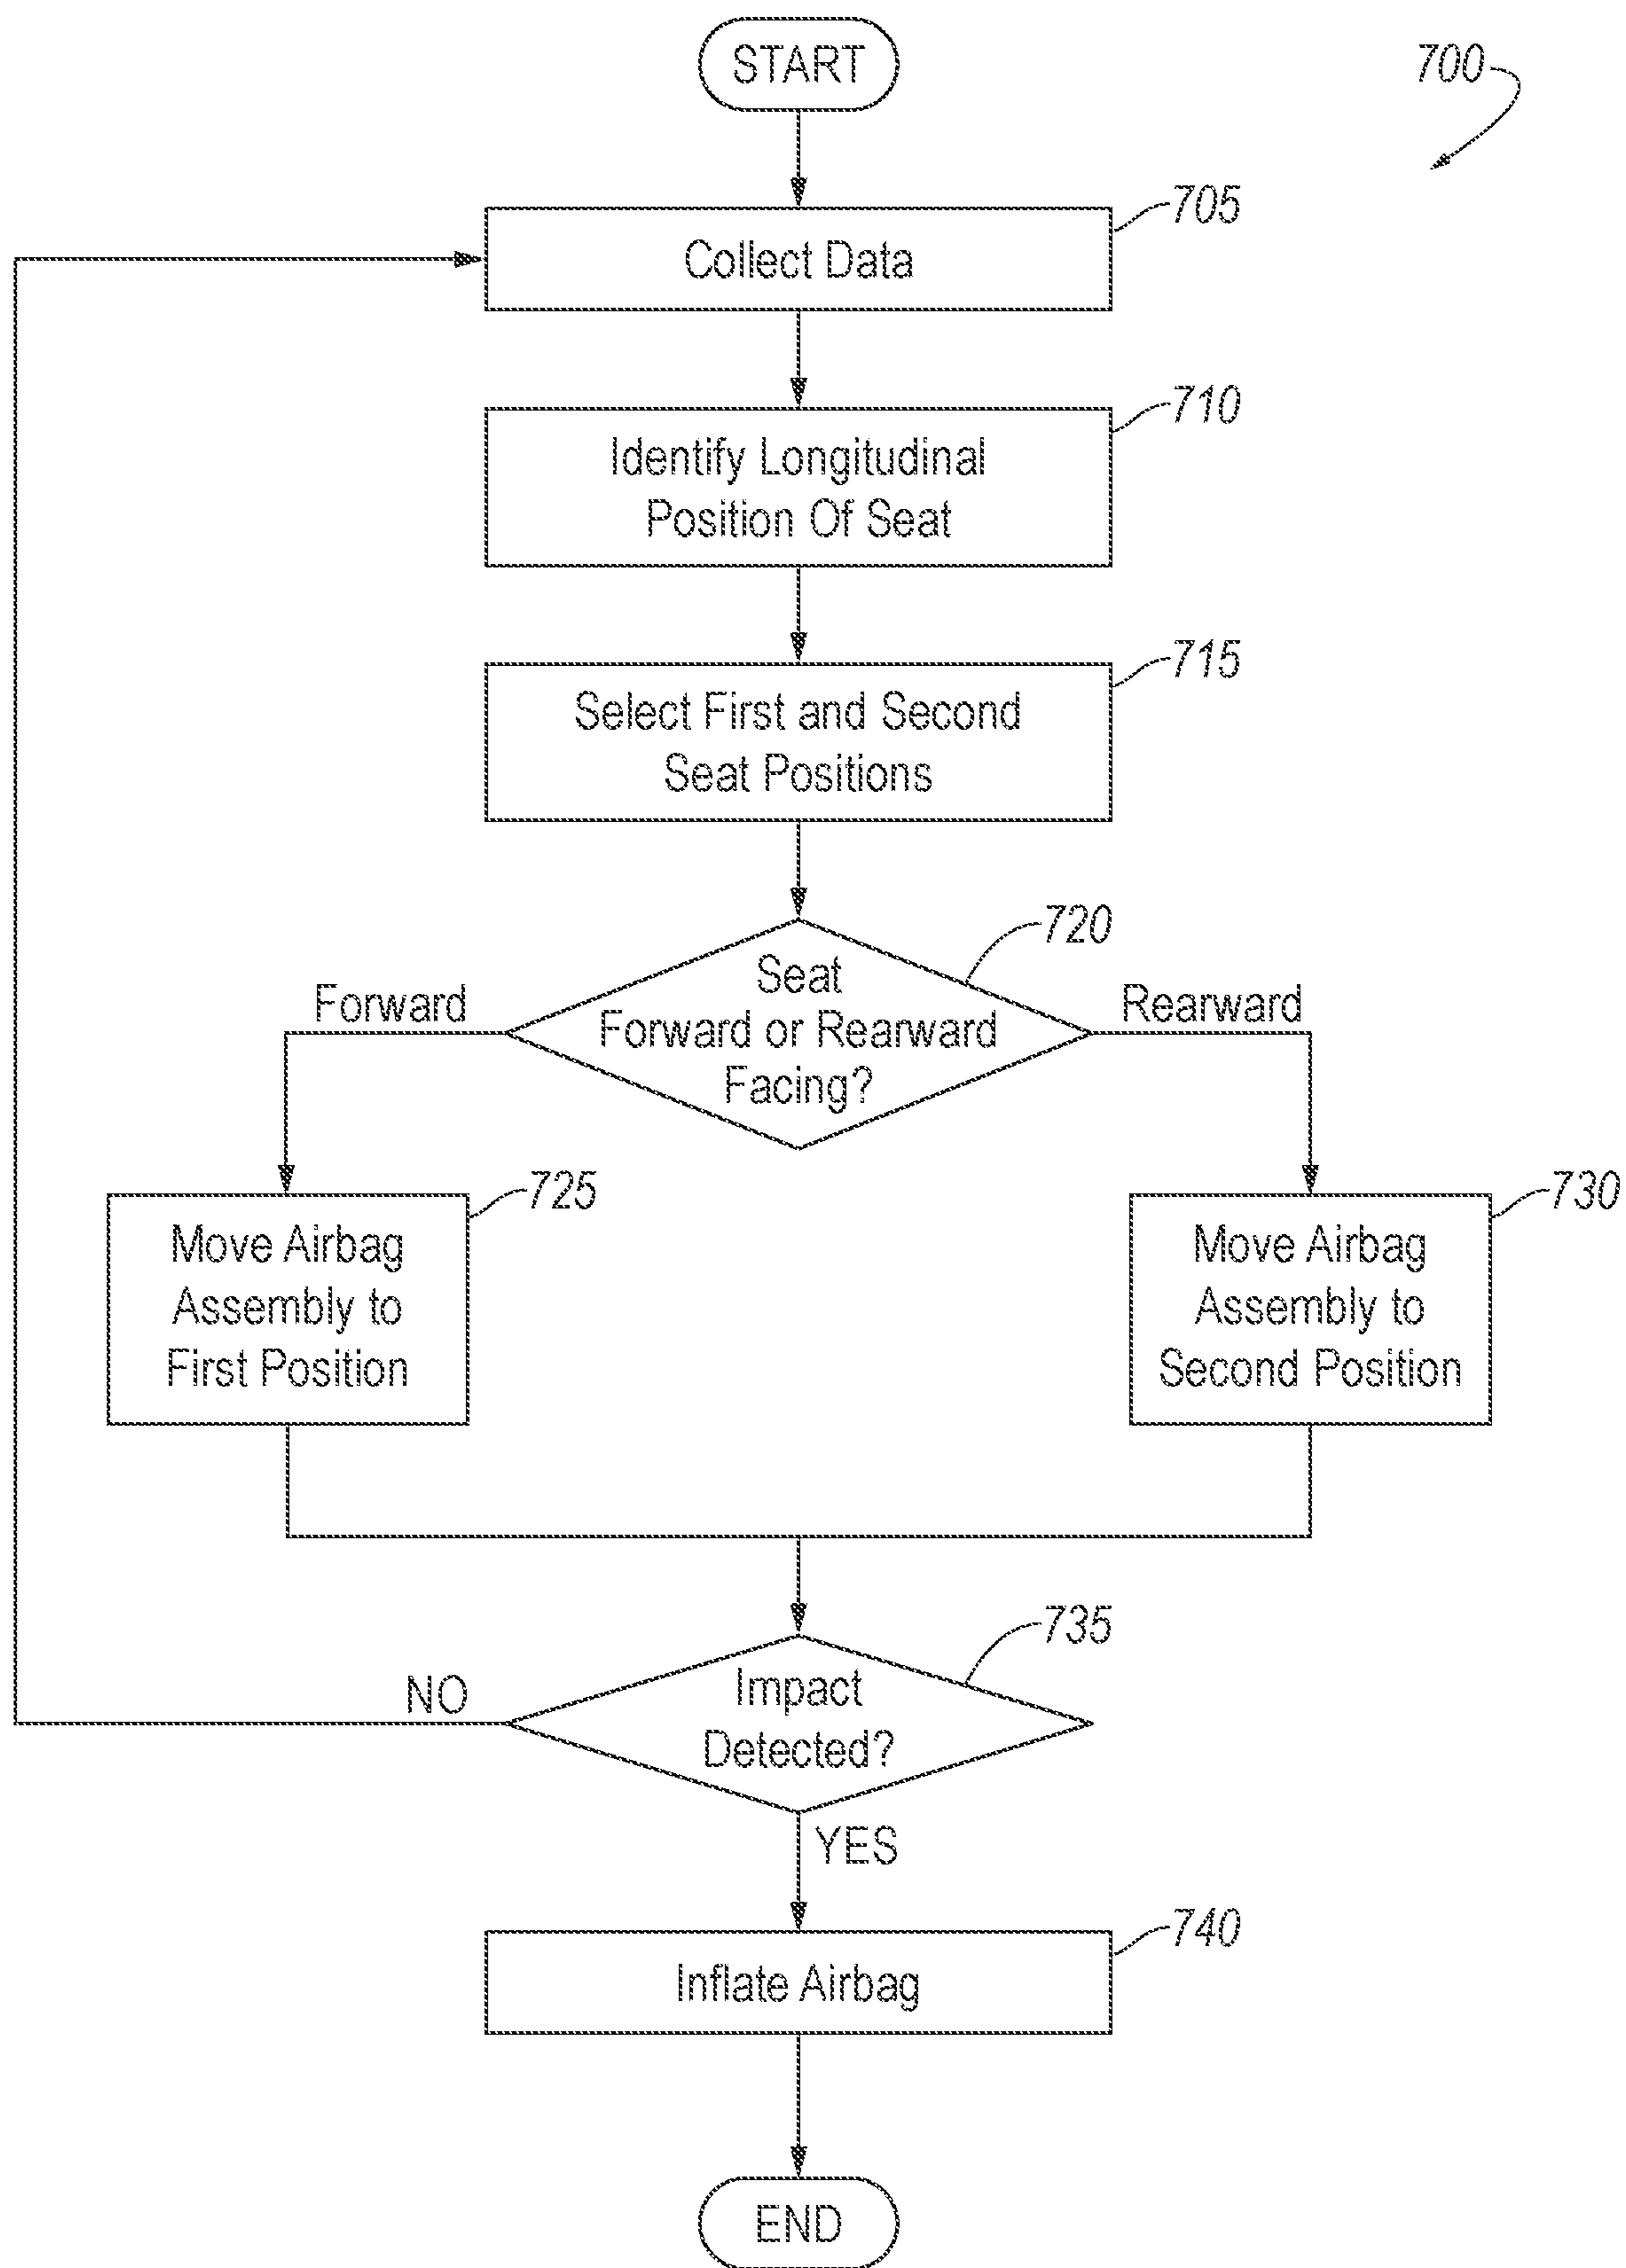 START
700
705
Collect Data
710
Identify Longitudinal
Position Of Seat
715
Select First and Second
Seat Positions
720
Seat
Forward or Rearward
Facing?
Forward
Rearward
725
Move Airbag
Assembly to
First Position
730
Move Airbag
Assembly to
Second Position
735
Impact
Detected?
NO
YES
740
Inflate Airbag
END